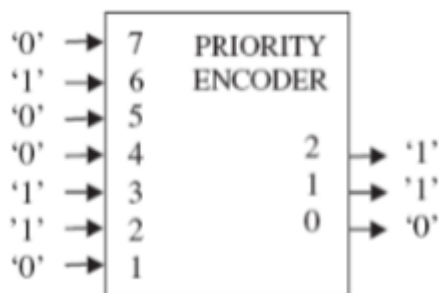 ‘0’ 7 PRIORITY
‘1’ 6 ENCODER
‘0’ 5
‘0’ 4 2 ‘1’
‘1’ 3 1 ’1’
’1’ 2 0 ‘0’
‘0’ 1